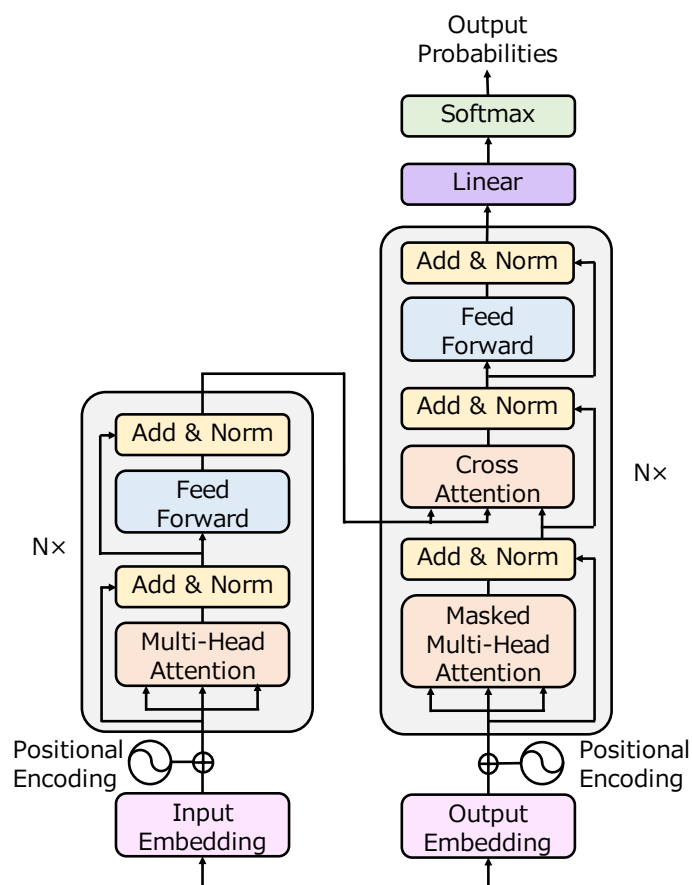 Output
Probabilities
Softmax
Linear
Add & Norm
Feed
Forward
Add & Norm
Cross
Attention
N×
Add & Norm
Masked
Multi-Head
Attention
Add & Norm
Feed
Forward
N×
Add & Norm
Multi-Head
Attention
Positional
Encoding
Positional
Encoding
Input
Embedding
Output
Embedding